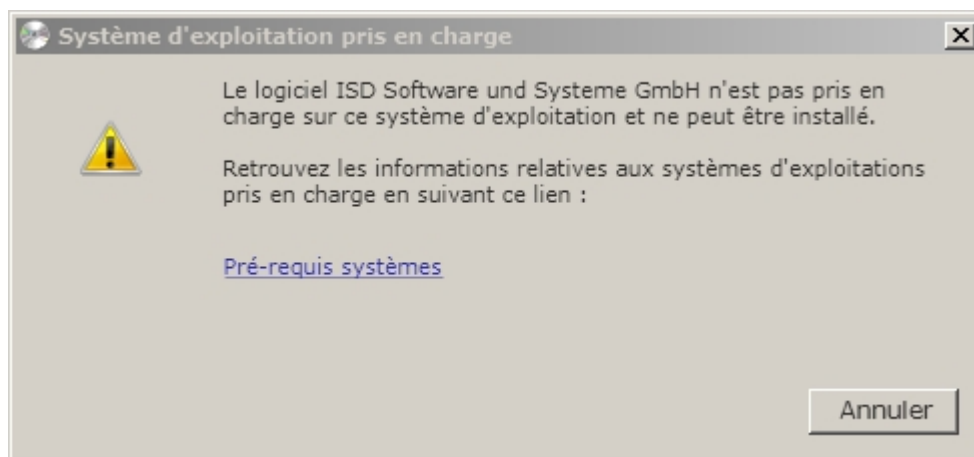 Système d'exploitation pris en charge
Le logiciel ISD Software und Systeme GmbH n'est pas pris en
charge sur ce système d'exploitation et ne peut être installé.
Retrouvez les informations relatives aux systèmes d'exploitations
pris en charge en suivant ce lien :
Pré-requis systèmes
Annuler